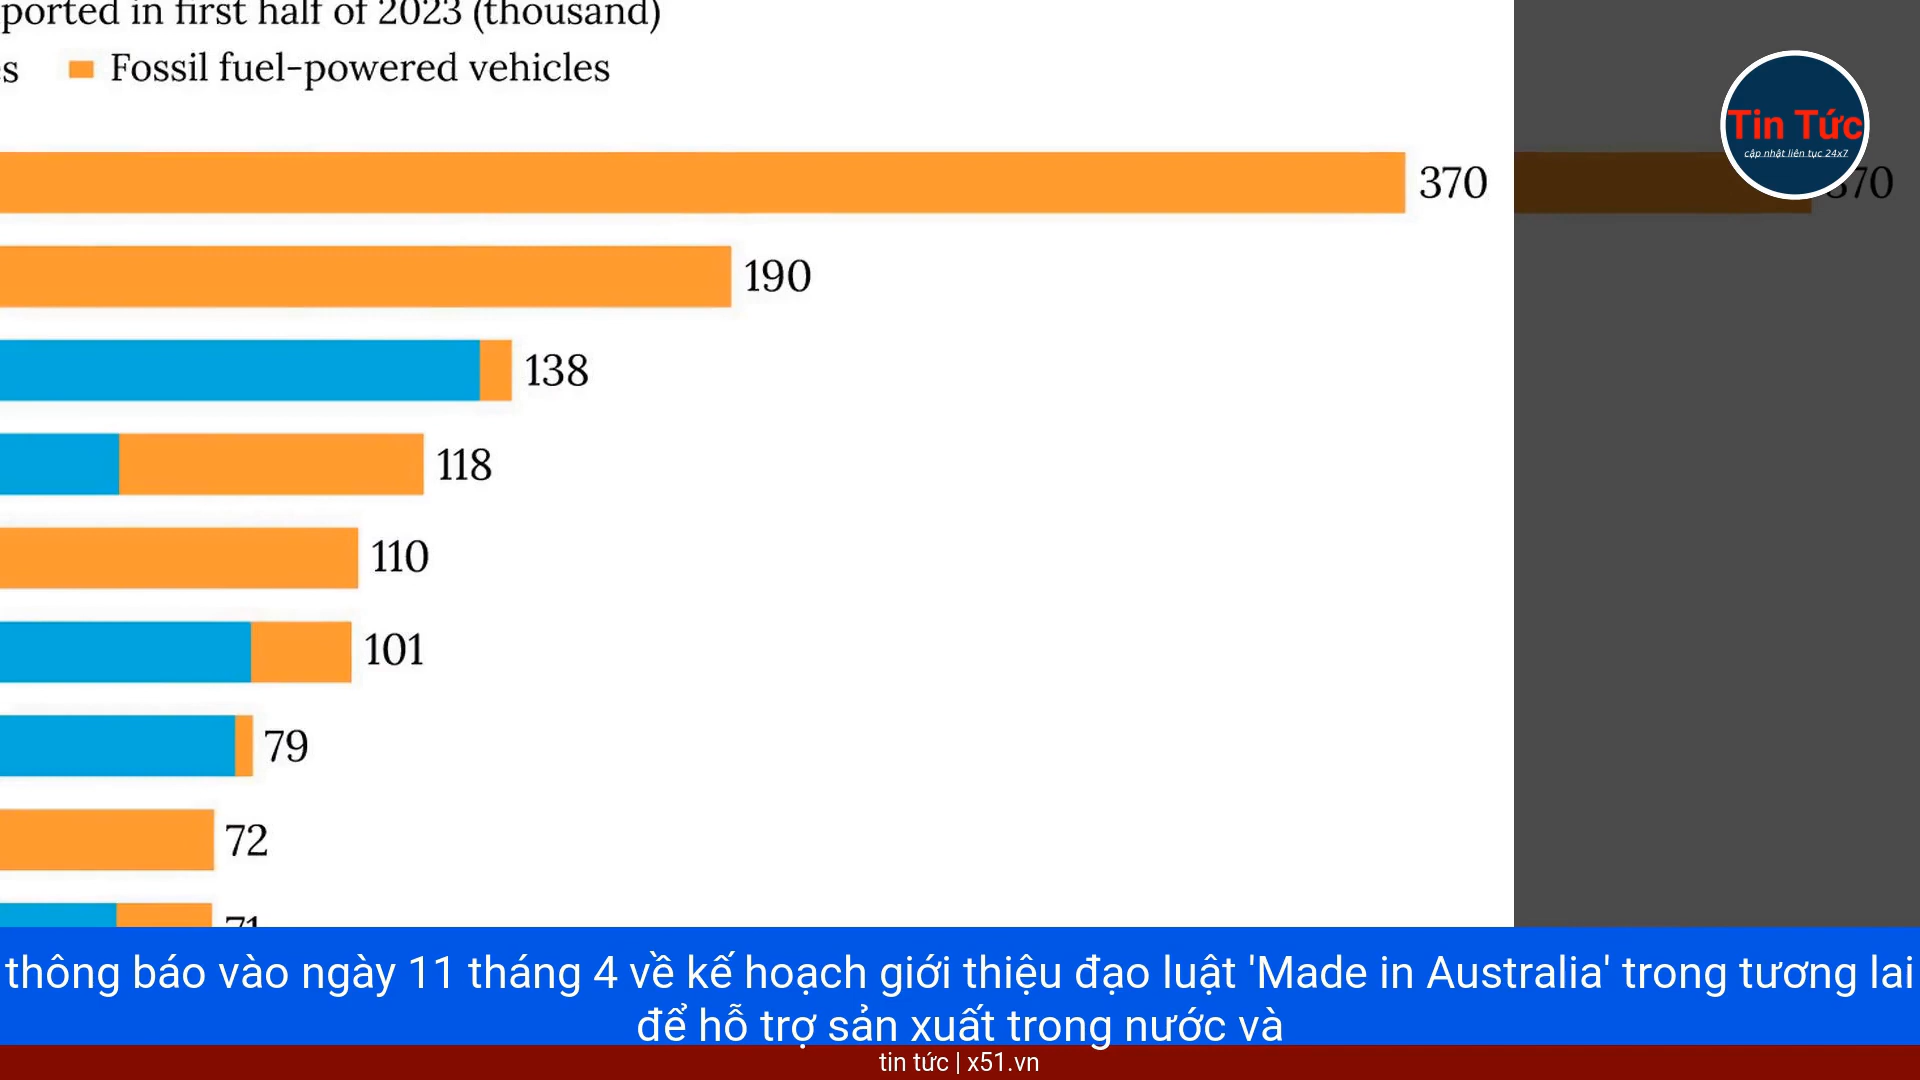 ported in first half of 2023 (thousand)
s Fossil fuel-powered vehicles
Tin Tức
cập nhật liên tục 24x7
370 370
190
138
118
110
101
79
72
71
thông báo vào ngày 11 tháng 4 về kế hoạch giới thiệu đạo luật 'Made in Australia' trong tương lai
để hỗ trợ sản xuất trong nước và
tin tức | x51.vn